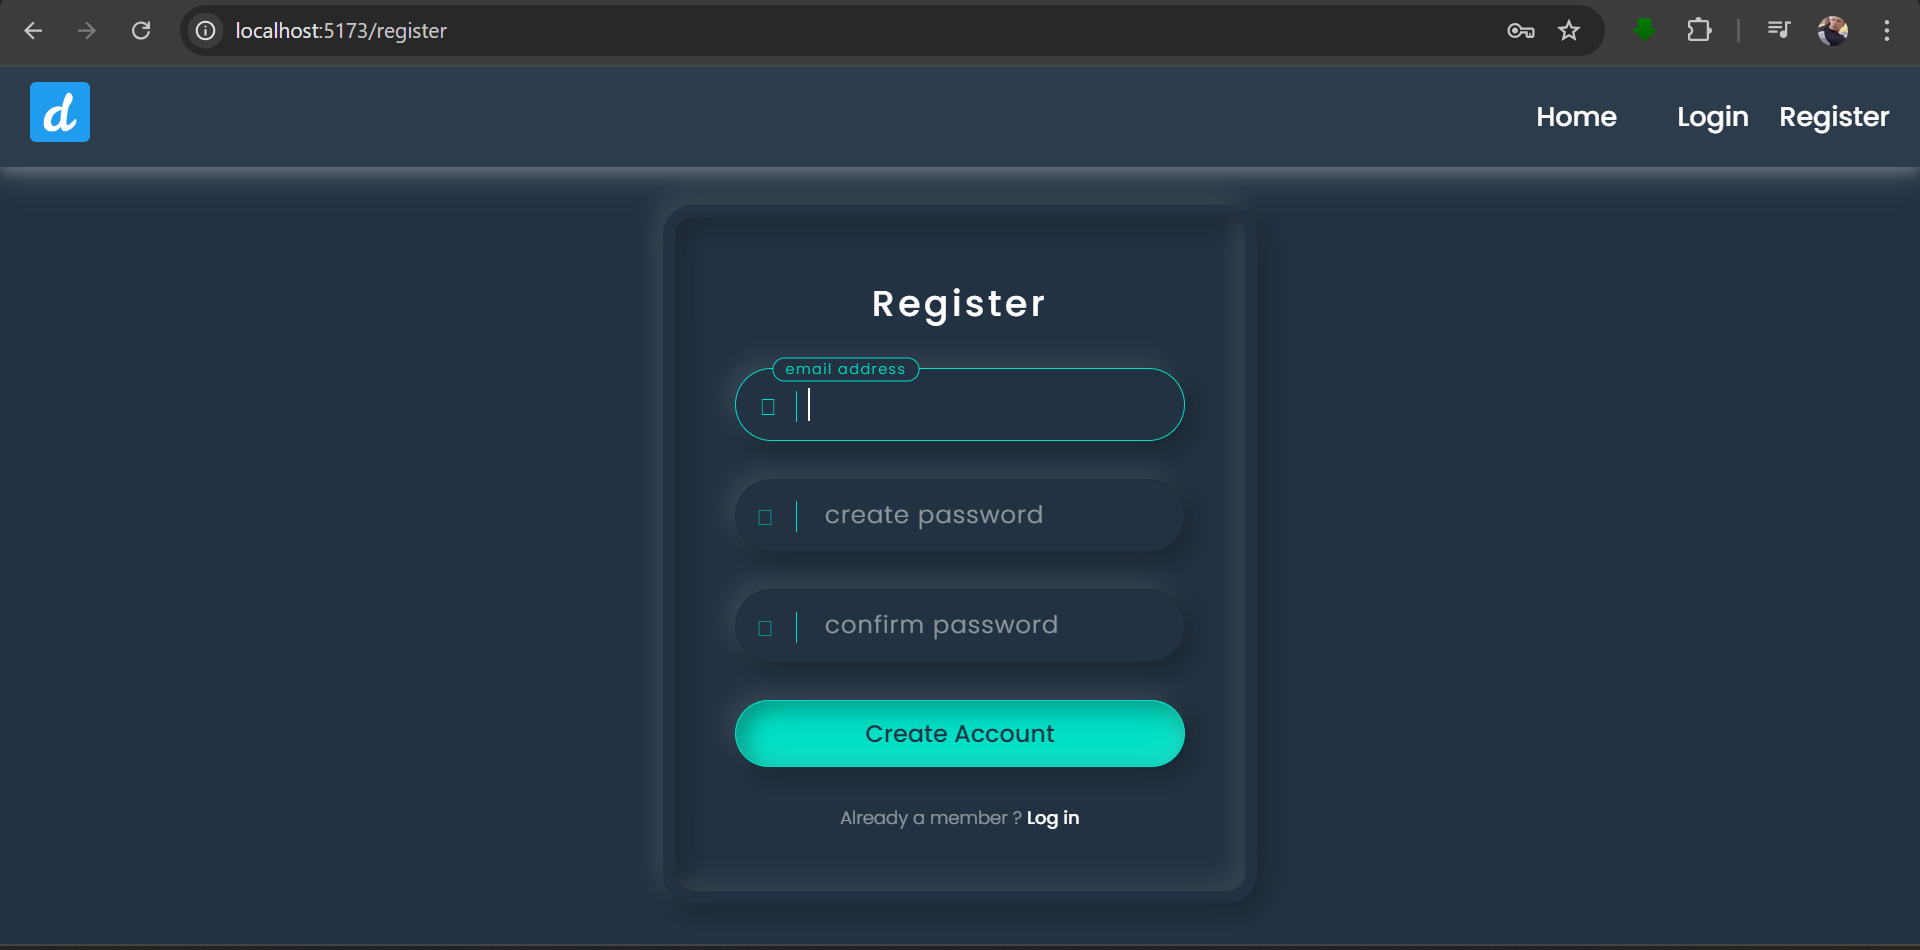 localhost:5173/register
d
Home Login Register
Register
email address
create password
confirm password
Create Account
Already a member ? Log in